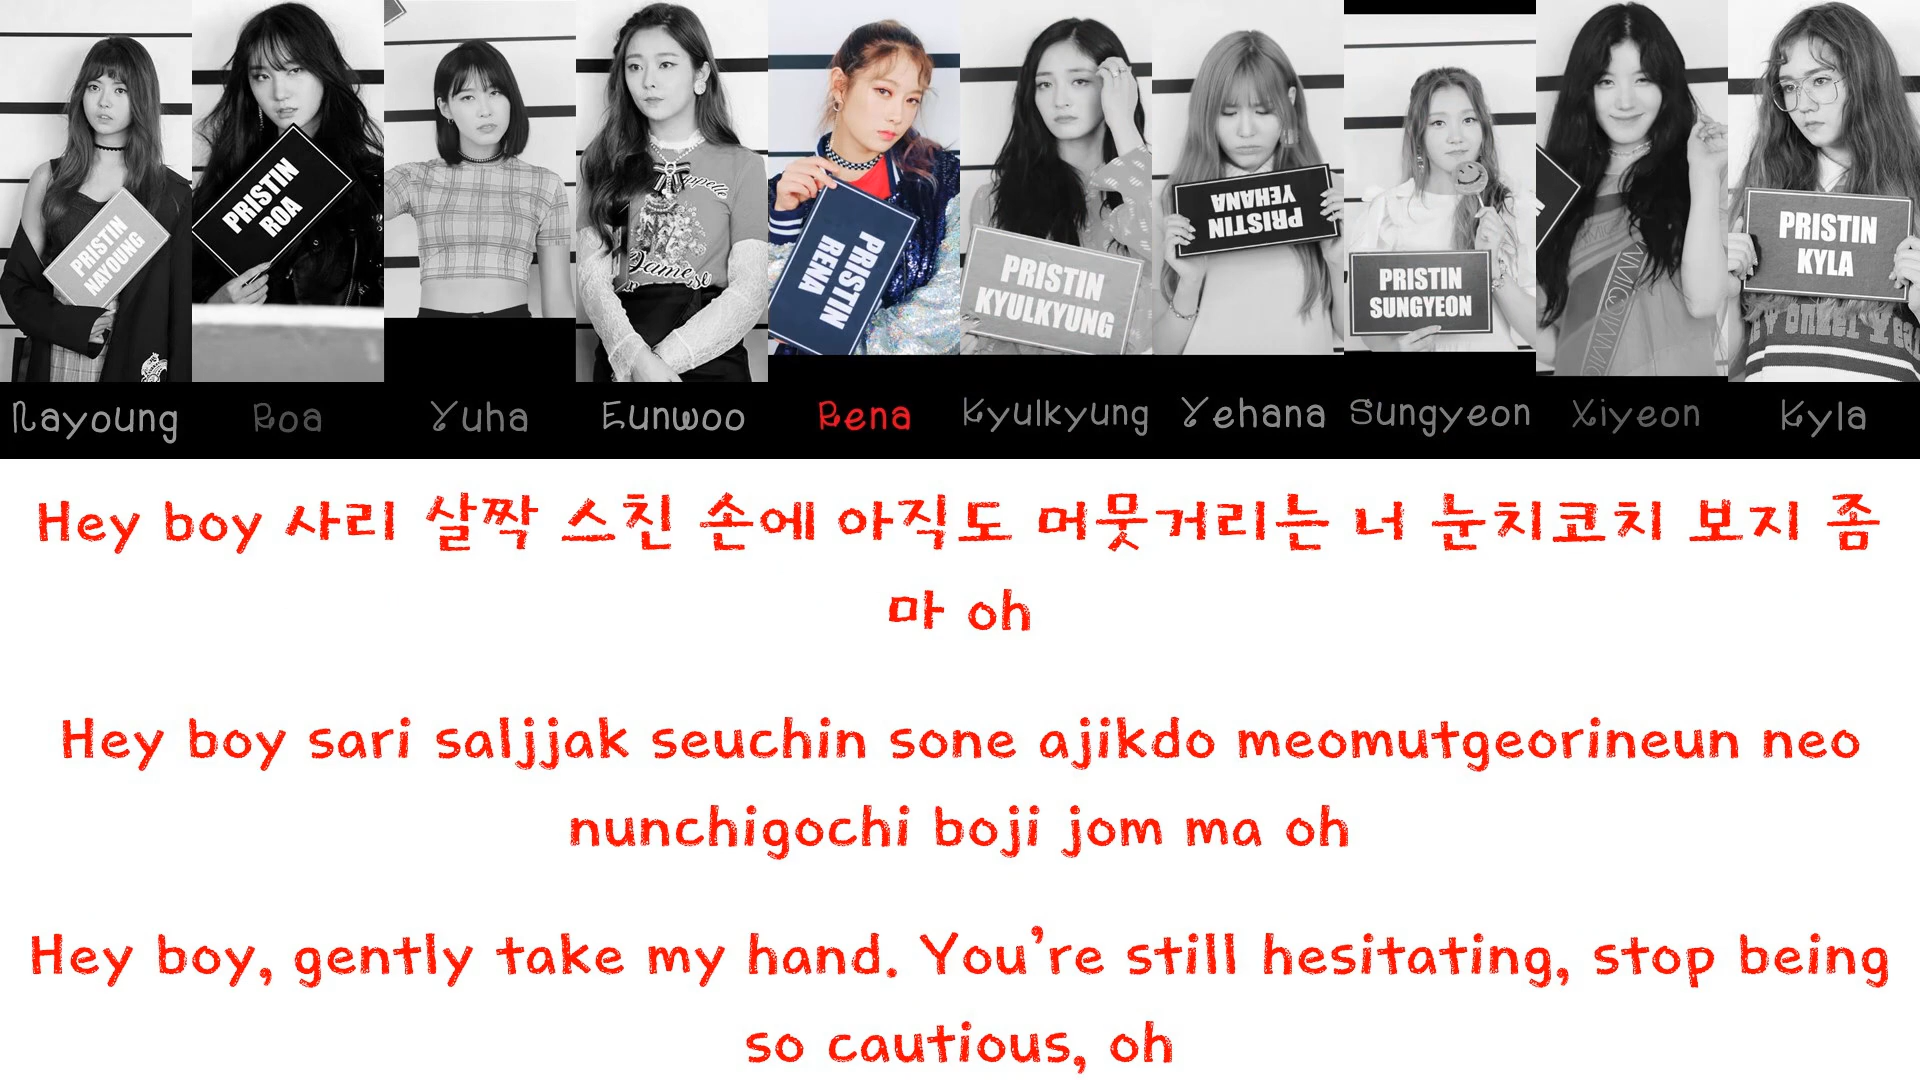 PRISTIN
NAYOUNG
PRISTIN
ROA
PRISTIN
RENA
PRISTIN
KYULKYUNG
PRISTIN
YEHANA
PRISTIN
SUNGYEON
PRISTIN
KYLA
Nayoung Roa Yuha Eunwoo Rena Kyulkyung Yehana Sungyeon Xiyeon Kyla
Hey boy 사리 살짝 스친 손에 아직도 머뭇거리는 너 눈치코치 보지 좀
마 oh
Hey boy sari saljjak seuchin sone ajikdo meomutgeorineun neo
nunchigochi boji jom ma oh
Hey boy, gently take my hand. You’re still hesitating, stop being
so cautious, oh